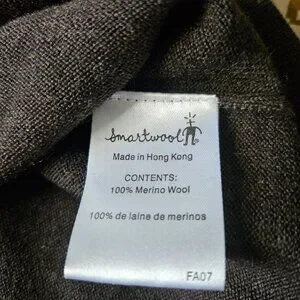 Smartwool
Made in Hong Kong
CONTENTS:
100% Merino Wool
100% de laine de merinos
FA07